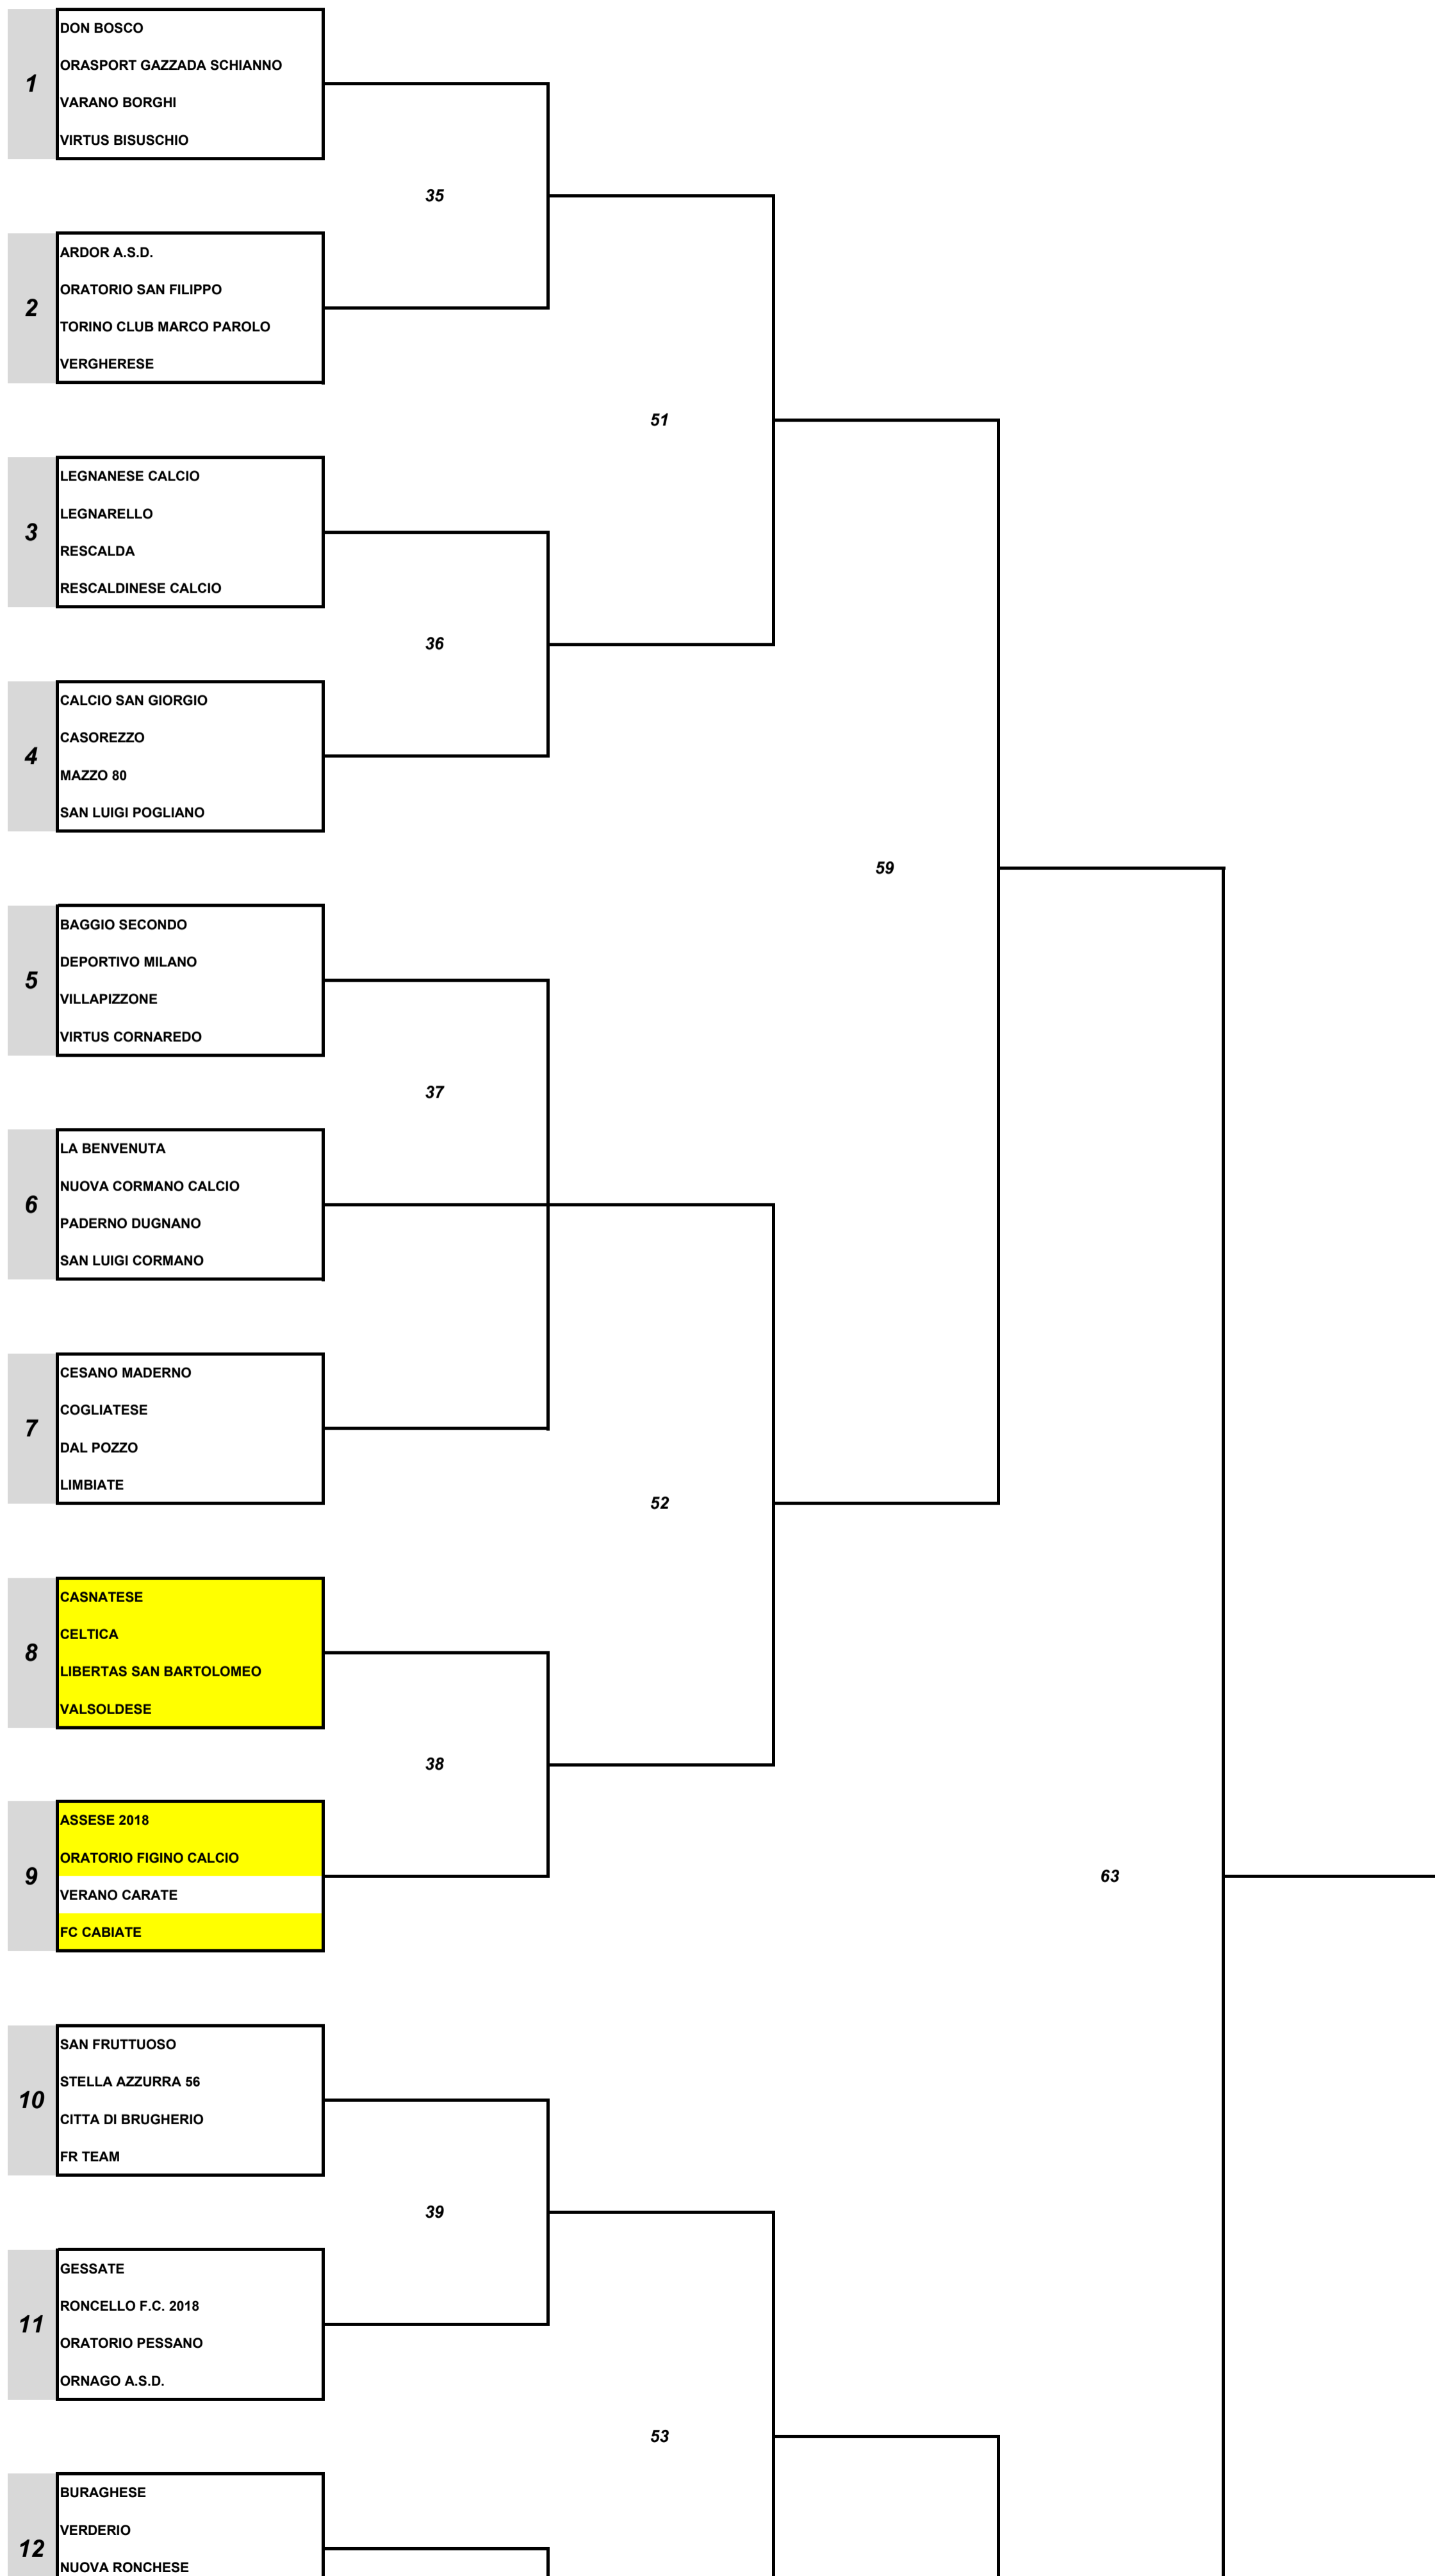 1
DON BOSCO
ORASPORT GAZZADA SCHIANNO
VARANO BORGHI
VIRTUS BISUSCHIO
35
2
ARDOR A.S.D.
ORATORIO SAN FILIPPO
TORINO CLUB MARCO PAROLO
VERGHERESE
51
3
LEGNANESE CALCIO
LEGNARELLO
RESCALDA
RESCALDINESE CALCIO
36
4
CALCIO SAN GIORGIO
CASOREZZO
MAZZO 80
SAN LUIGI POGLIANO
59
5
BAGGIO SECONDO
DEPORTIVO MILANO
VILLAPIZZONE
VIRTUS CORNAREDO
37
6
LA BENVENUTA
NUOVA CORMANO CALCIO
PADERNO DUGNANO
SAN LUIGI CORMANO
7
CESANO MADERNO
COGLIATESE
DAL POZZO
LIMBIATE
52
8
CASNATESE
CELTICA
LIBERTAS SAN BARTOLOMEO
VALSOLDESE
38
9
ASSESE 2018
ORATORIO FIGINO CALCIO
VERANO CARATE
FC CABIATE
63
10
SAN FRUTTUOSO
STELLA AZZURRA 56
CITTA DI BRUGHERIO
FR TEAM
39
11
GESSATE
RONCELLO F.C. 2018
ORATORIO PESSANO
ORNAGO A.S.D.
53
12
BURAGHESE
VERDERIO
NUOVA RONCHESE